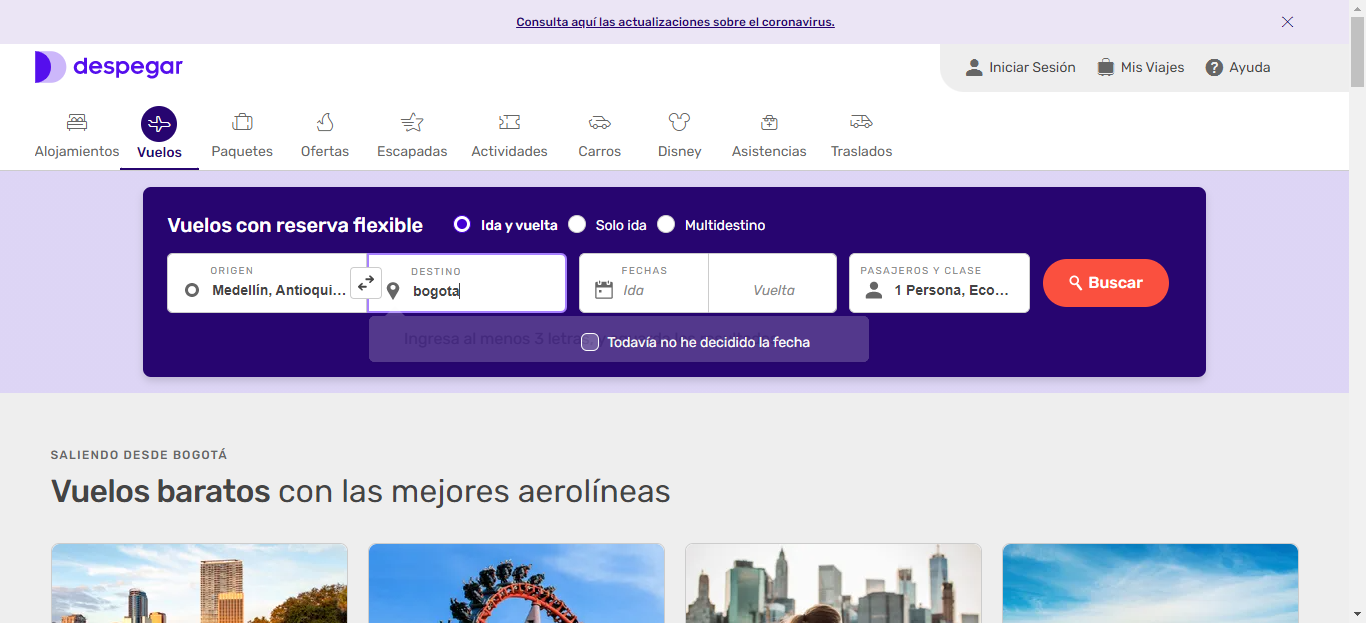 Consulta aquí las actualizaciones sobre el coronavirus.
despegar
Iniciar Sesión
Mis Viajes
Ayuda
Alojamientos
Vuelos
Paquetes
Ofertas
Escapadas
Actividades
Carros
Disney
Asistencias
Traslados
Vuelos con reserva flexible
Ida y vuelta
Solo ida
Multidestino
ORIGEN
Medellín, Antioqui...
DESTINO
bogota
FECHAS
Ida
Vuelta
PASAJEROS Y CLASE
1 Persona, Eco...
Buscar
Ingresa al menos 3 letras
Todavía no he decidido la fecha
SALIENDO DESDE BOGOTÁ
Vuelos baratos con las mejores aerolíneas